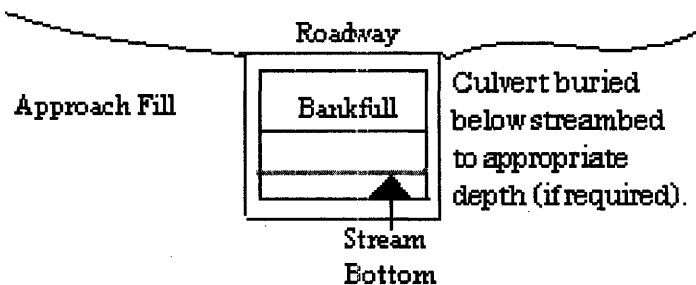 Roadway
Approach Fill
Bankfull
Culvert buried
below streambed
to appropriate
depth (if required).
Stream
Bottom